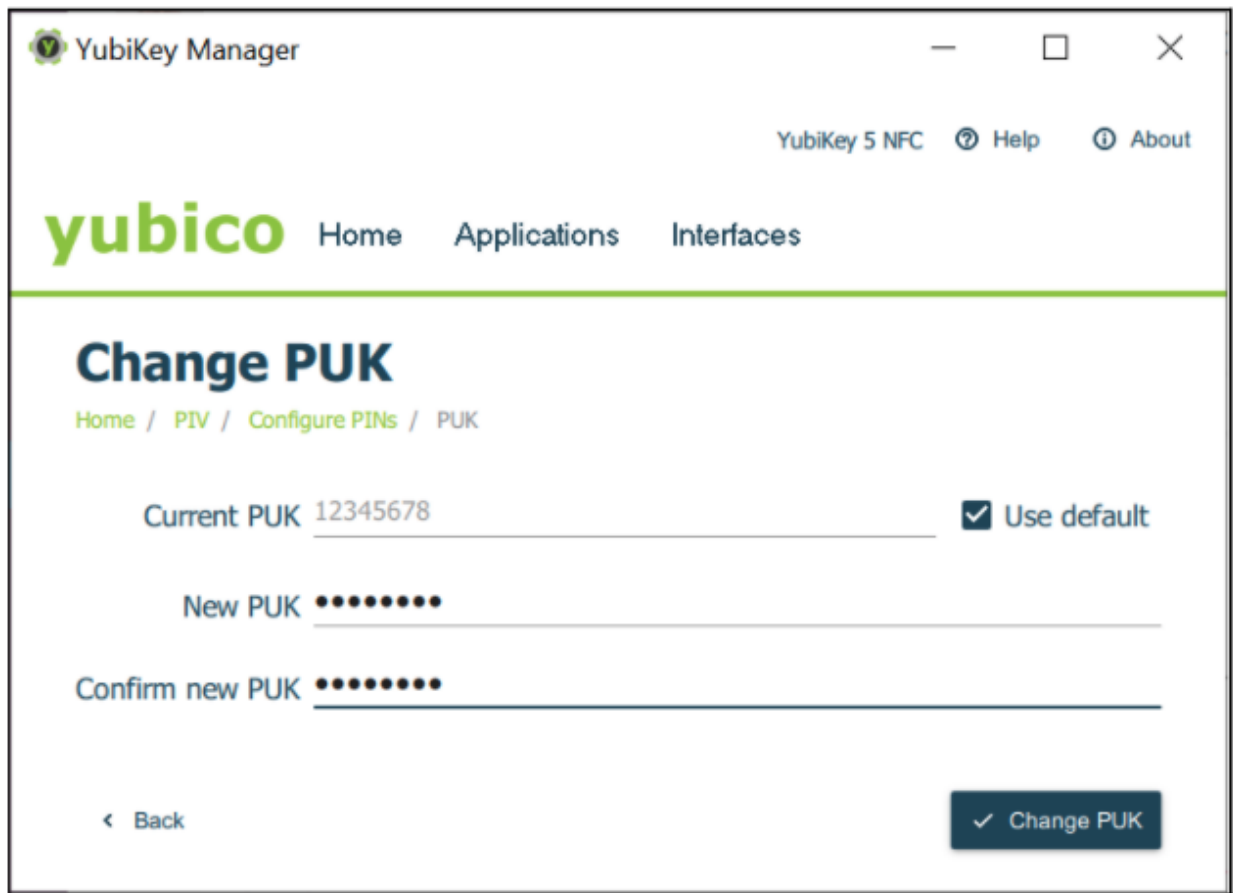 YubiKey Manager
YubiKey 5 NFC Help About
yubico Home Applications Interfaces
Change PUK
Home / PIV / Configure PINs / PUK
Current PUK 12345678 Use default
New PUK ••••••••
Confirm new PUK ••••••••
Back Change PUK